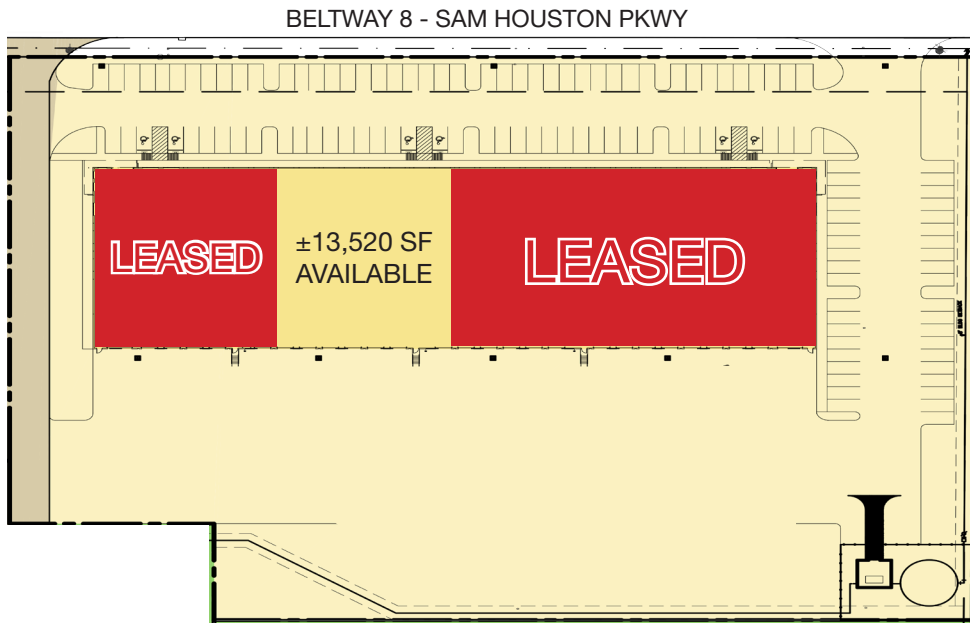 BELTWAY 8 - SAM HOUSTON PKWY
LEASED
±13,520 SF
AVAILABLE
LEASED